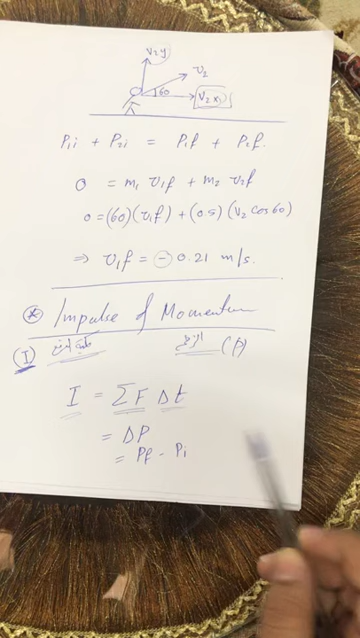 V2y
v2
60
V2x
P1i + P2i = P1f + P2f.
0 = m1 v1f + m2 v2f
0 = (60)(v1f) + (0.5)(v2 cos 60)
⇒ v1f = - 0.21 m/s.
* Impulse of Momentum
(I) (P)
I = ΣF Δt
= ΔP
= Pf - Pi